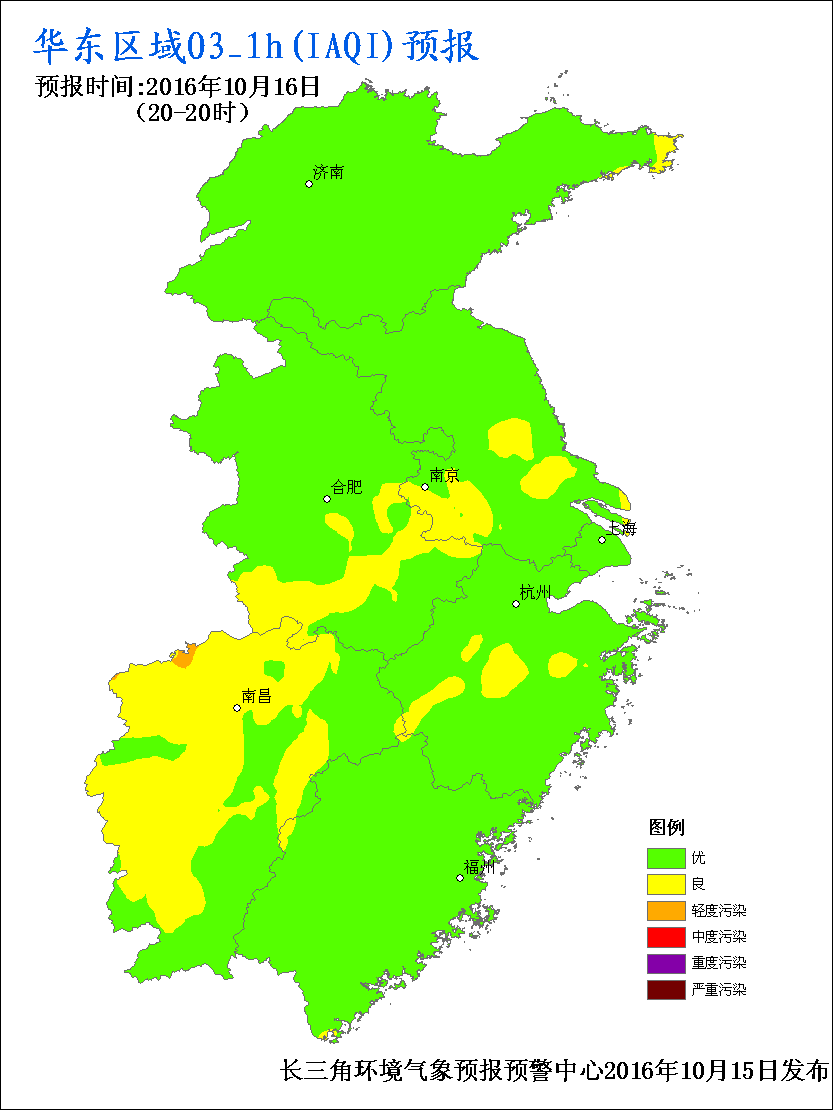 华东区域O3_1h(IAQI)预报
预报时间:2016年10月16日
(20-20时)
济南
南京
合肥
上海
杭州
南昌
福州
图例
优
良
轻度污染
中度污染
重度污染
严重污染
长三角环境气象预报预警中心2016年10月15日发布